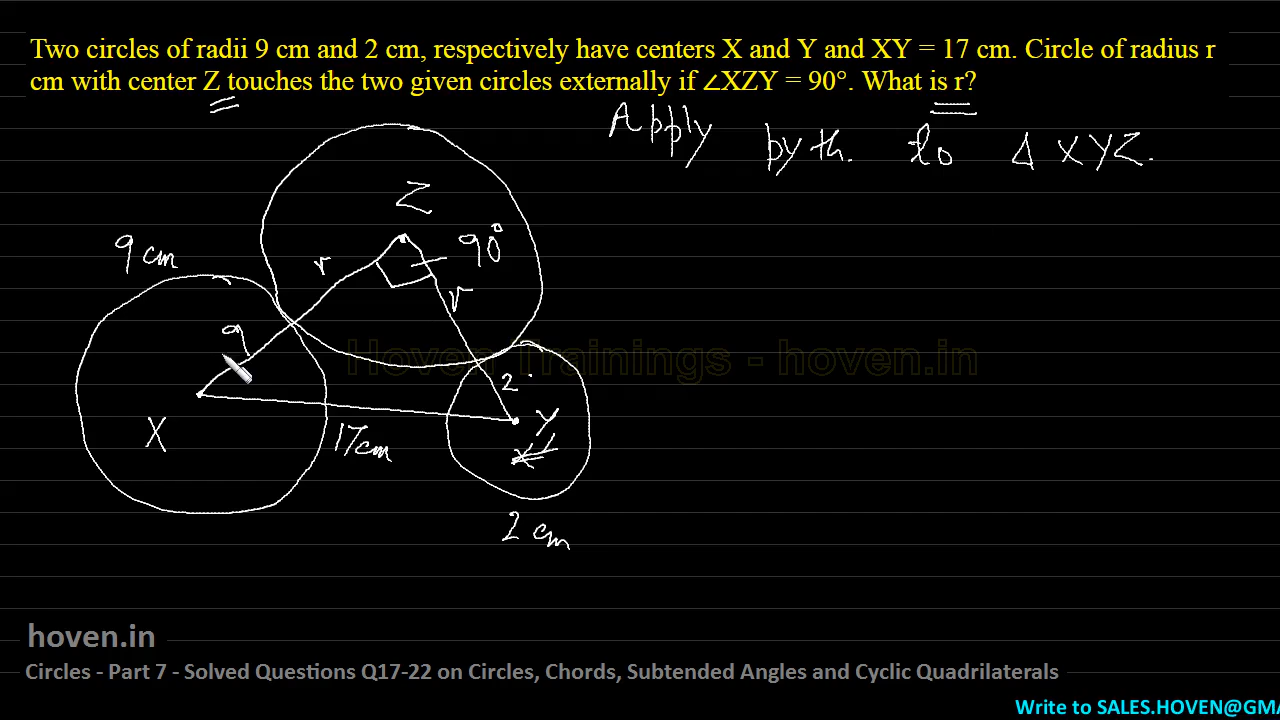 Two circles of radii 9 cm and 2 cm, respectively have centers X and Y and XY = 17 cm. Circle of radius r
cm with center Z touches the two given circles externally if ∠XZY = 90°. What is r?
Apply pyth. to Δ XYZ.
Z
90°
9 cm
r
r
9
Hoven Trainings - hoven.in
2
Y
X
17cm
2 cm
hoven.in
Circles - Part 7 - Solved Questions Q17-22 on Circles, Chords, Subtended Angles and Cyclic Quadrilaterals
Write to SALES.HOVEN@GMA